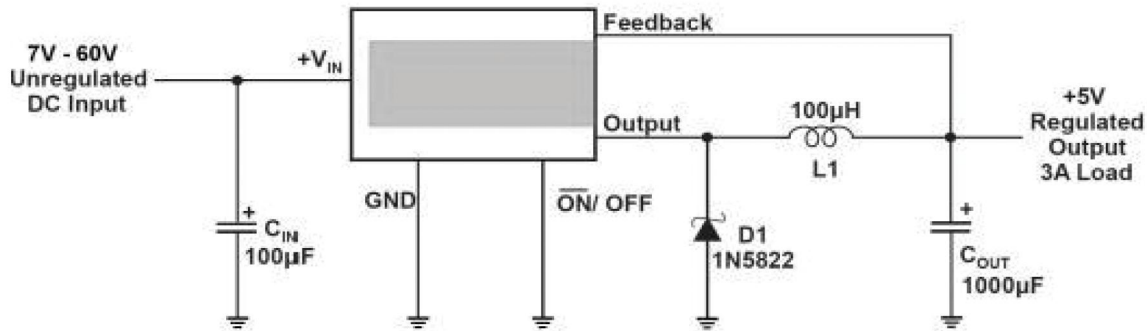 Feedback
7V - 60V
Unregulated
DC Input
+VIN
Output
100µH
L1
+5V
Regulated
Output
3A Load
GND
ON/ OFF
+
CIN
100µF
D1
1N5822
+
COUT
1000µF